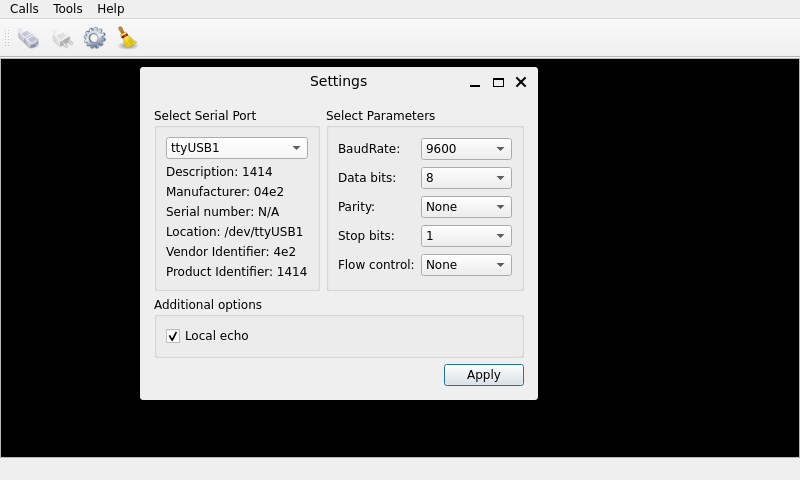 Calls Tools Help
Settings
Select Serial Port
ttyUSB1
Description: 1414
Manufacturer: 04e2
Serial number: N/A
Location: /dev/ttyUSB1
Vendor Identifier: 4e2
Product Identifier: 1414
Select Parameters
BaudRate: 9600
Data bits: 8
Parity: None
Stop bits: 1
Flow control: None
Additional options
Local echo
Apply